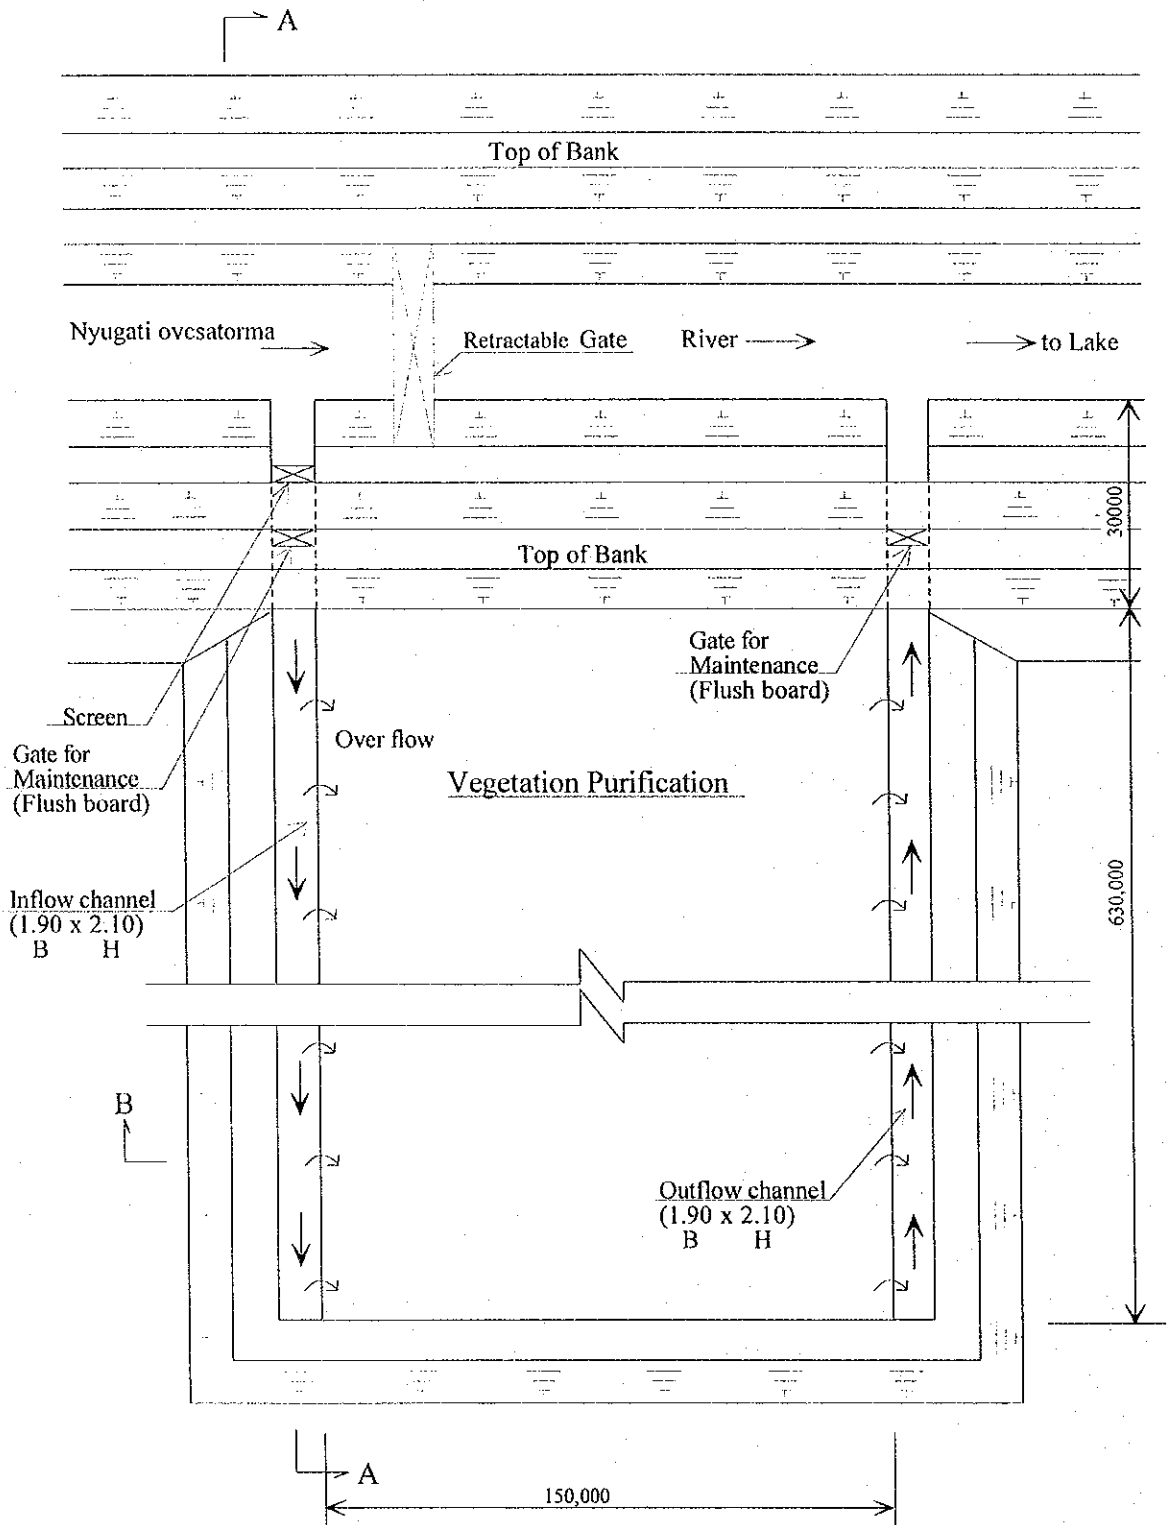 A
Top of Bank
Nyugati ovcsatorma
Retractable Gate
River
to Lake
30000
Top of Bank
Gate for
Maintenance
(Flush board)
Screen
Over flow
Gate for
Maintenance
(Flush board)
Vegetation Purification
Inflow channel
(1.90 x 2.10)
B H
630,000
B
Outflow channel
(1.90 x 2.10)
B H
A
150,000